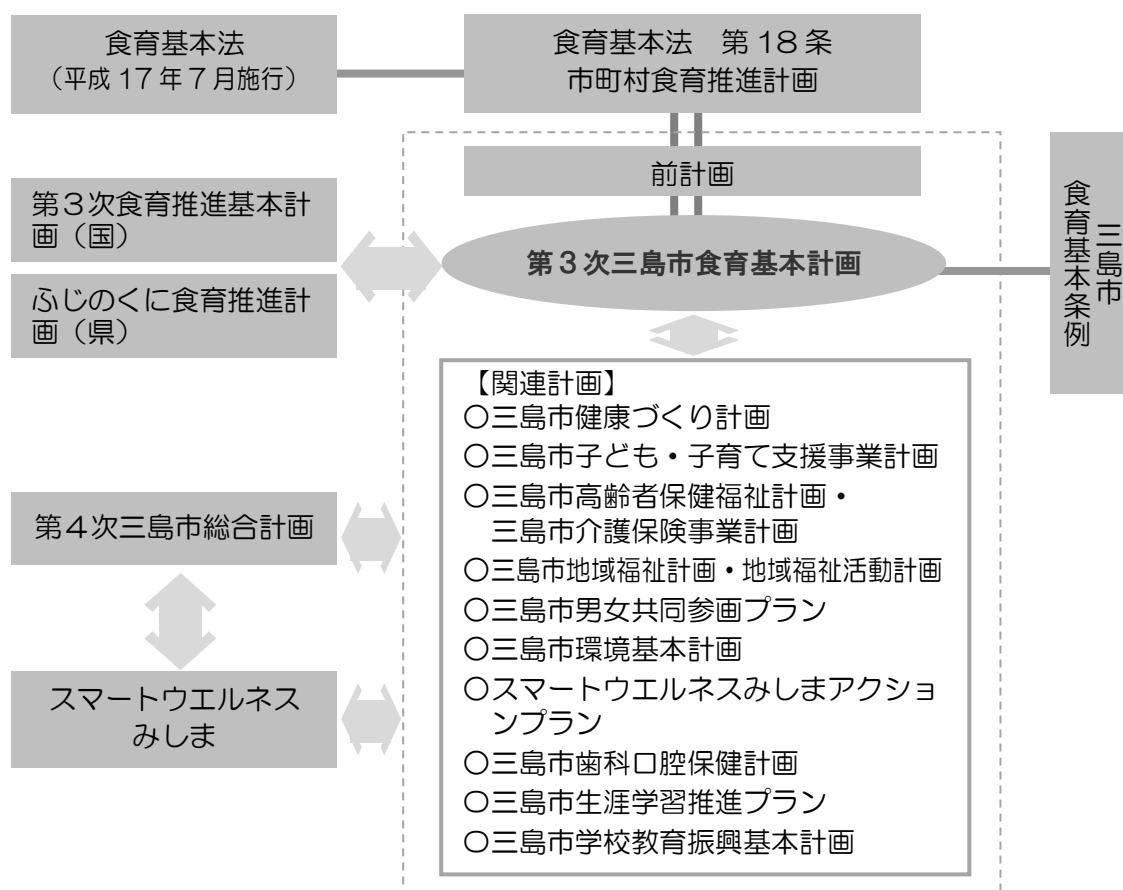 食育基本法
（平成17年7月施行）
食育基本法　第18条
市町村食育推進計画
前計画
第３次食育推進基本計
画（国）
ふじのくに食育推進計
画（県）
第３次三島市食育基本計画
三島市
食育基本条例
【関連計画】
○三島市健康づくり計画
○三島市子ども・子育て支援事業計画
○三島市高齢者保健福祉計画・
三島市介護保険事業計画
○三島市地域福祉計画・地域福祉活動計画
○三島市男女共同参画プラン
○三島市環境基本計画
○スマートウエルネスみしまアクショ
ンプラン
○三島市歯科口腔保健計画
○三島市生涯学習推進プラン
○三島市学校教育振興基本計画
第４次三島市総合計画
スマートウエルネス
みしま